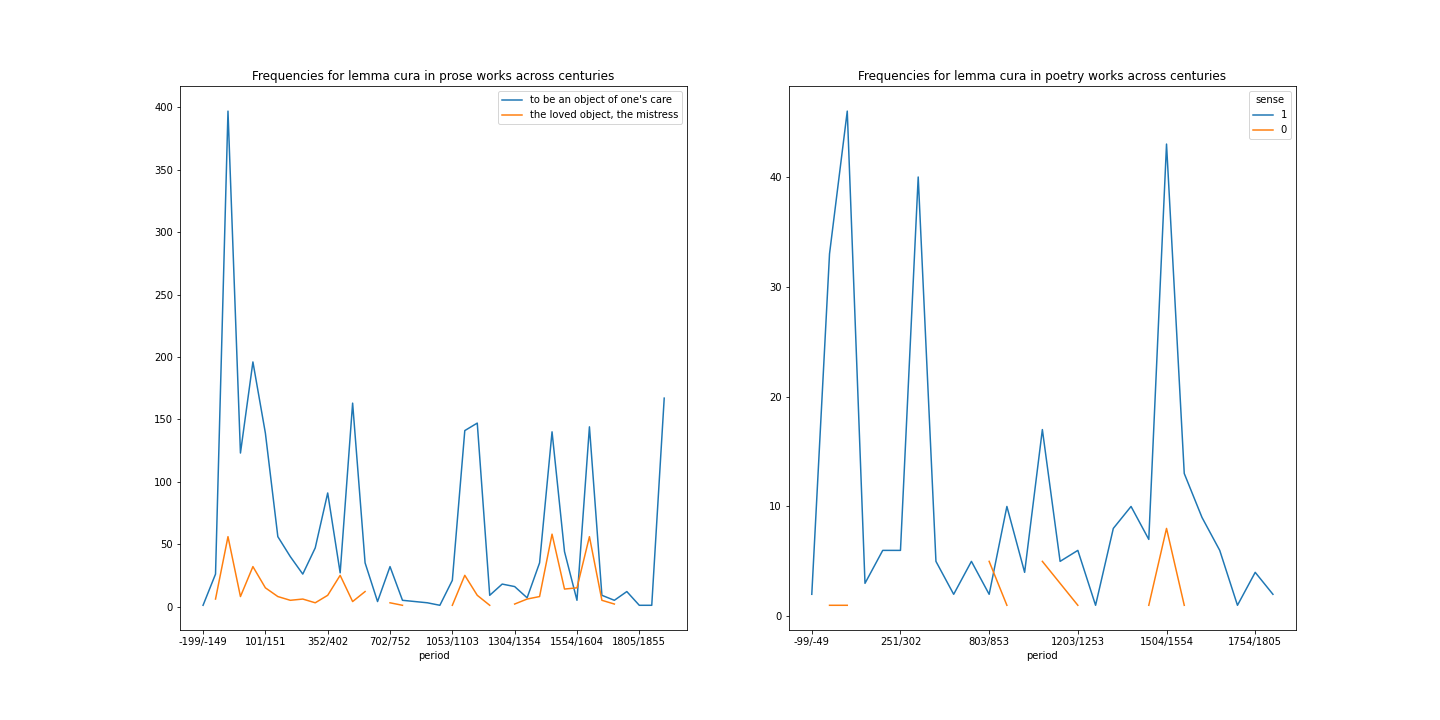 Frequencies for lemma cura in prose works across centuries
to be an object of one's care
the loved object, the mistress
400
350
300
250
200
150
100
50
0
-199/-149 101/151 352/402 702/752 1053/1103 1304/1354 1554/1604 1805/1855
period
Frequencies for lemma cura in poetry works across centuries
sense
1
0
40
30
20
10
0
-99/-49 251/302 803/853 1203/1253 1504/1554 1754/1805
period